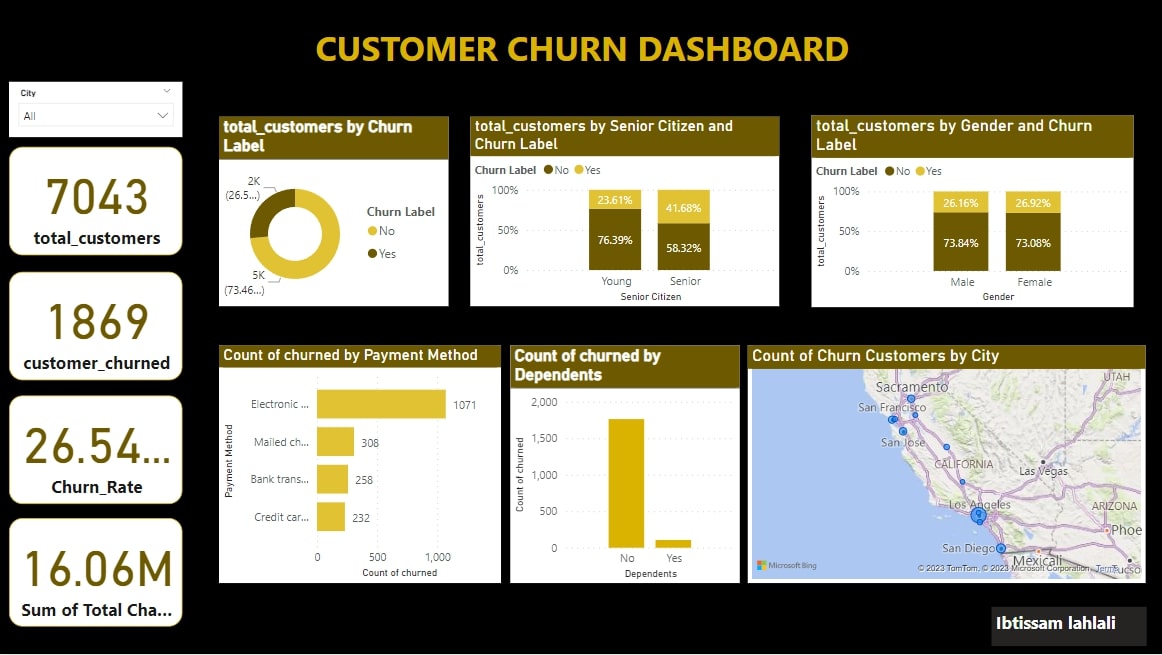 CUSTOMER CHURN DASHBOARD
City
All
7043
total_customers
1869
customer_churned
26.54...
Churn_Rate
16.06M
Sum of Total Cha...
total_customers by Churn
Label
2K
(26.5...)
5K
(73.46...)
Churn Label
No
Yes
total_customers by Senior Citizen and
Churn Label
Churn Label No Yes
total_customers
100%
50%
0%
23.61%
41.68%
76.39%
58.32%
Young Senior
Senior Citizen
total_customers by Gender and Churn
Label
Churn Label No Yes
total_customers
100%
50%
0%
26.16%
26.92%
73.84%
73.08%
Male Female
Gender
Count of churned by Payment Method
Payment Method
Electronic ... 1071
Mailed ch... 308
Bank trans... 258
Credit car... 232
0 500 1,000
Count of churned
Count of churned by
Dependents
Count of churned
2,000
1,500
1,000
500
0
No Yes
Dependents
Count of Churn Customers by City
UTAH
Sacramento
San Francisco
San Jose
CALIFORNIA
Las Vegas
Los Angeles
ARIZONA
Phoe
San Diego
Mexicali
Tucso
Microsoft Bing
© 2023 TomTom, © 2023 Microsoft Corporation,
Ibtissam lahlali